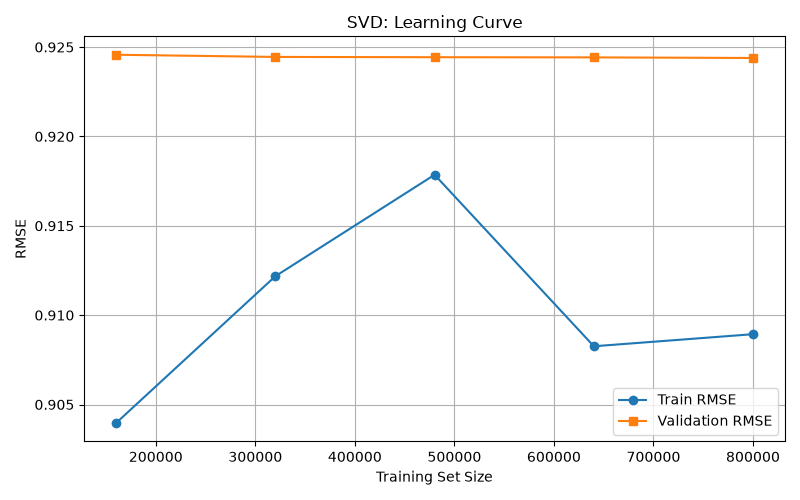 SVD: Learning Curve
RMSE
0.925
0.920
0.915
0.910
0.905
200000 300000 400000 500000 600000 700000 800000
Training Set Size
Train RMSE
Validation RMSE